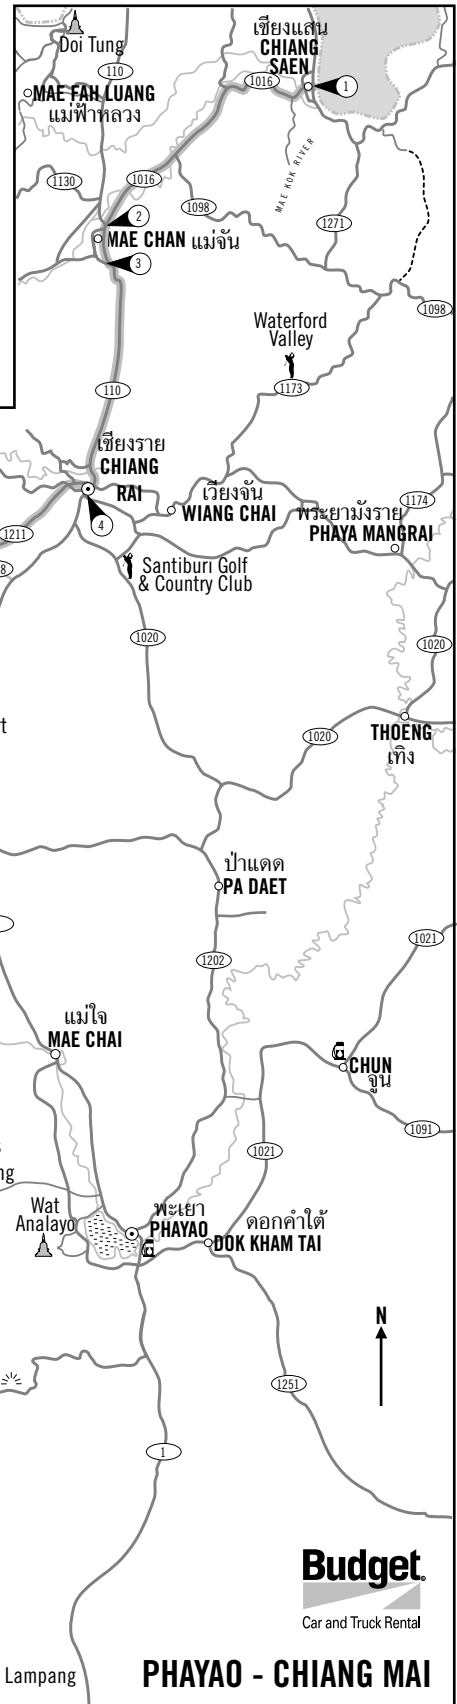 เชียงแสน
CHIANG
SAEN
Doi Tung
110
1016
1
MAE FAH LUANG
แม่ฟ้าหลวง
MAE KOK RIVER
1130
1016
1098
2
1271
MAE CHAN แม่จัน
3
1098
Waterford
Valley
110
1173
เชียงราย
CHIANG
RAI
เวียงจัน
WIANG CHAI
1174
พระยามังราย
PHAYA MANGRAI
4
1211
8
Santiburi Golf
& Country Club
1020
1020
rt
THOENG
เทิง
1020
ป่าแดด
PA DAET
1021
1202
แม่ใจ
MAE CHAI
CHUN
จูน
1091
1021
s
ng
Wat
Analayo
พะเยา
PHAYAO
ดอกคำใต้
DOK KHAM TAI
N
1251
1
Budget®
Car and Truck Rental
Lampang
PHAYAO - CHIANG MAI